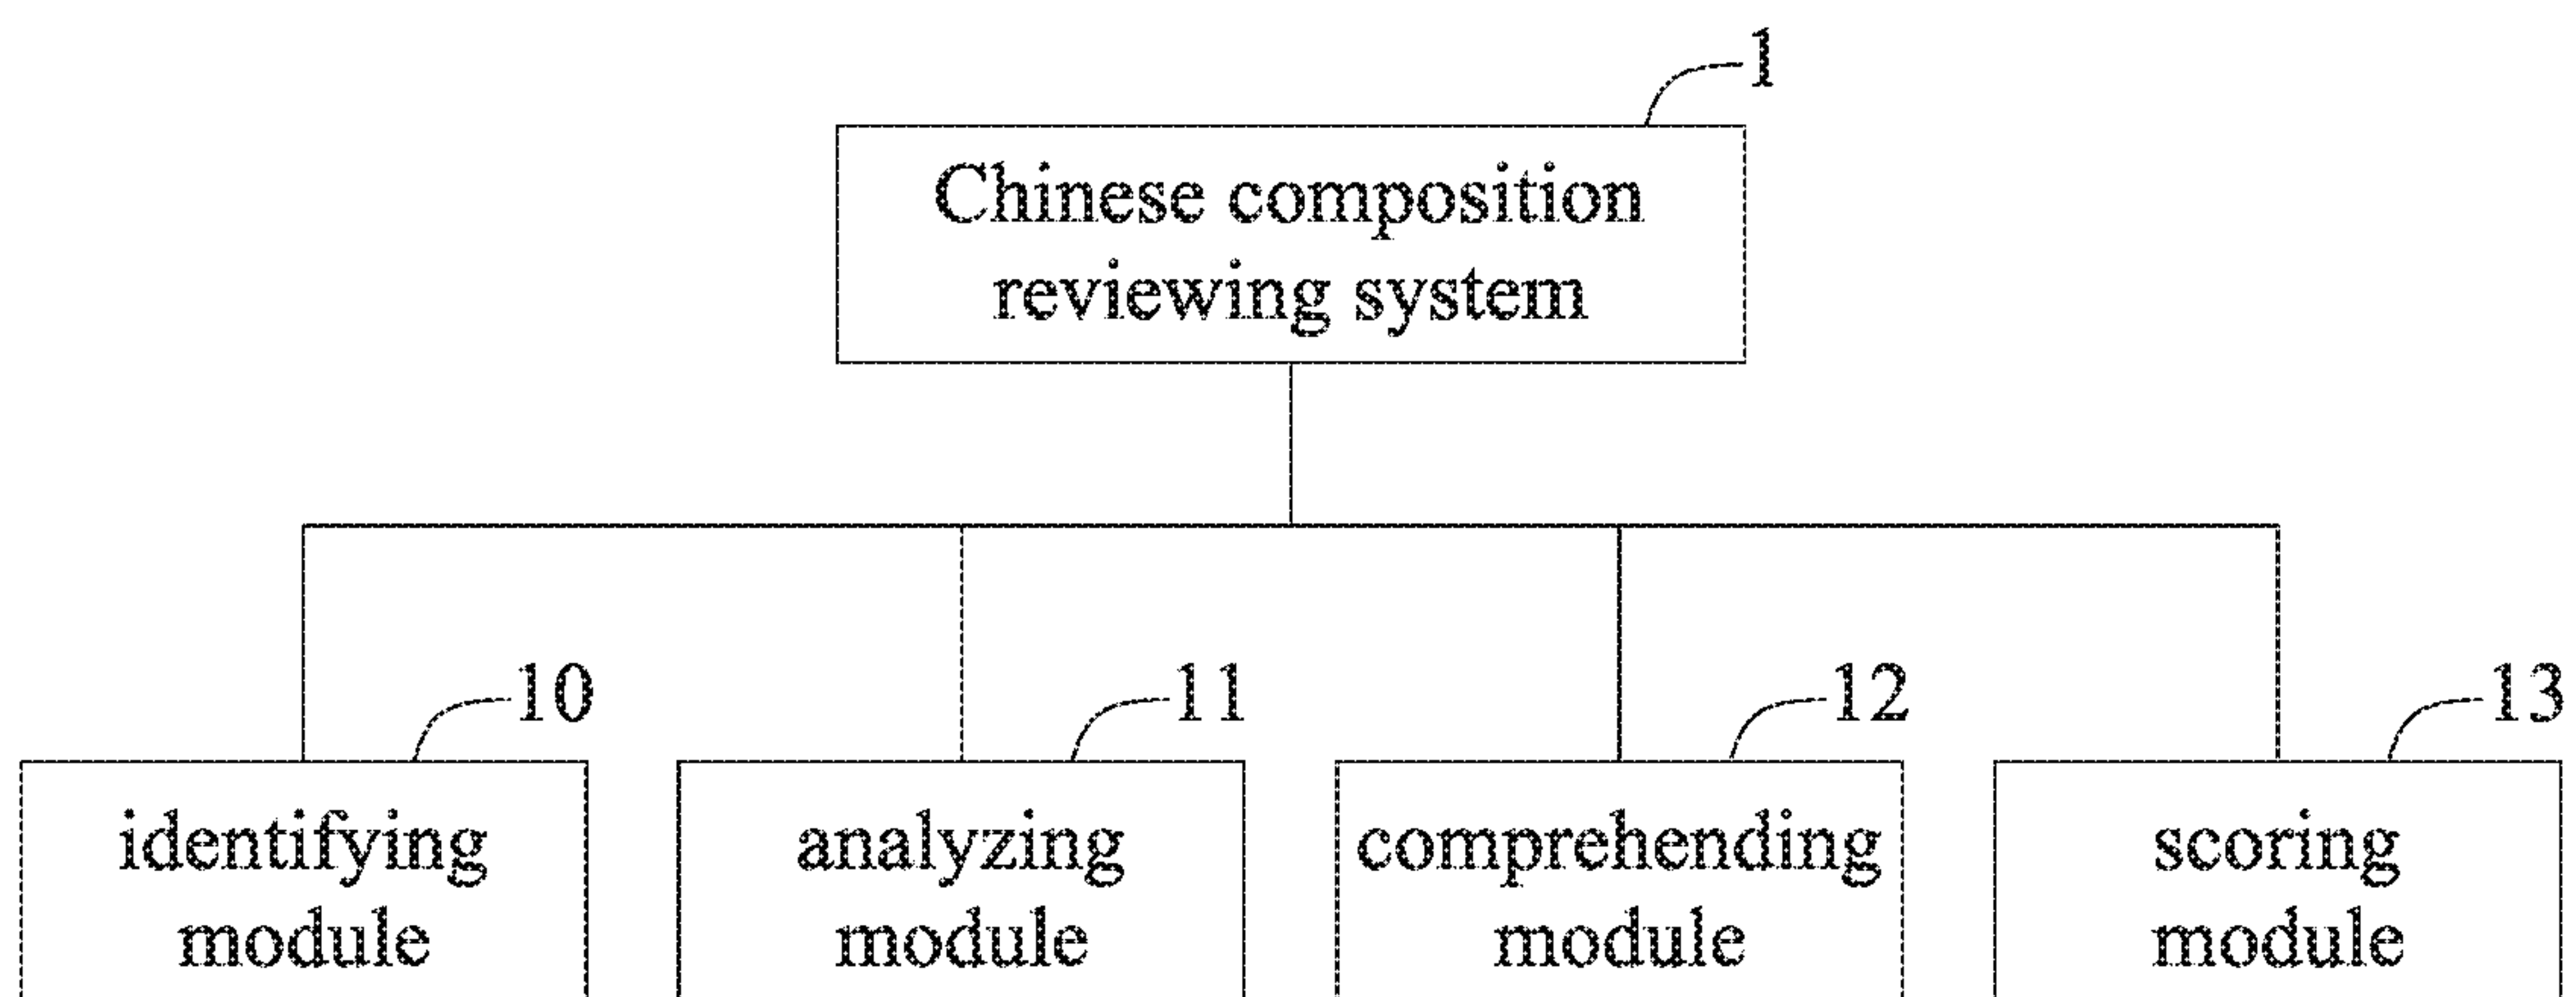 1
Chinese composition
reviewing system
10
11
12
13
identifying
module
analyzing
module
comprehending
module
scoring
module